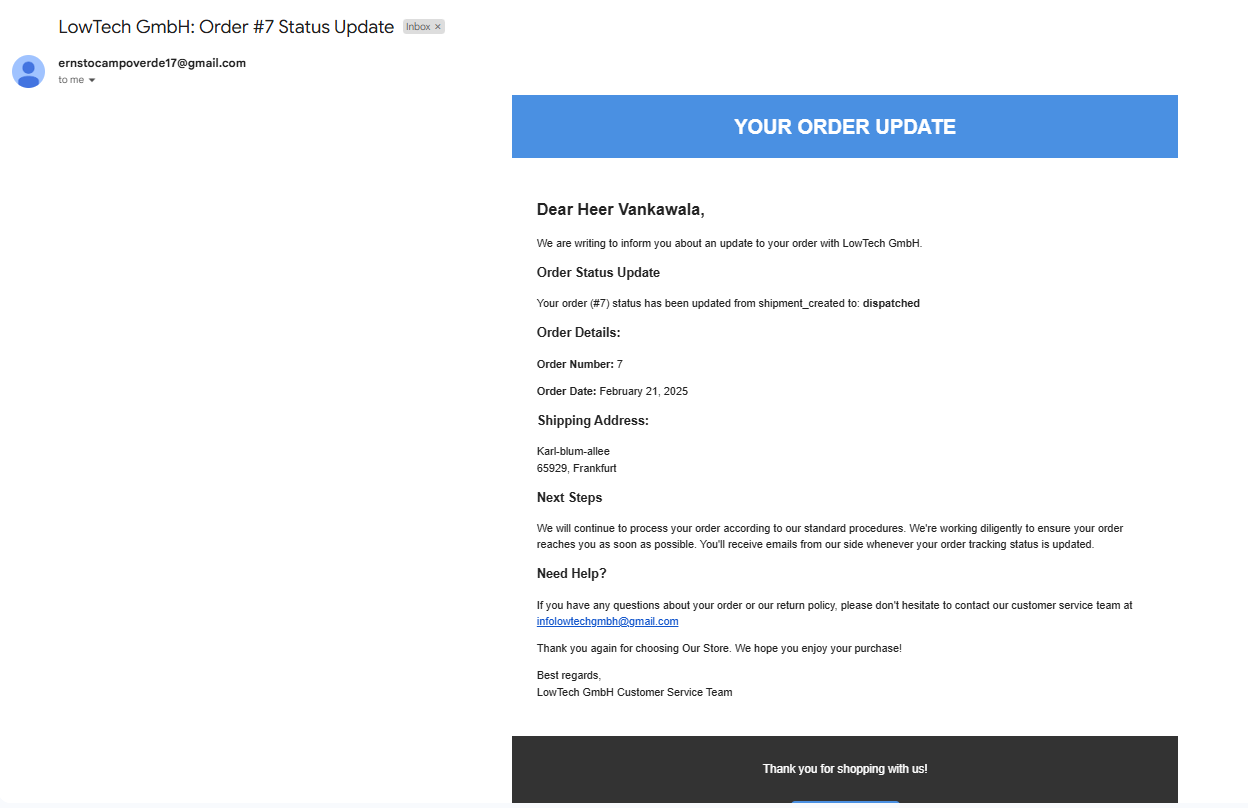 LowTech GmbH: Order #7 Status Update Inbox ×
ernstocampoverde17@gmail.com
to me
YOUR ORDER UPDATE
Dear Heer Vankawala,
We are writing to inform you about an update to your order with LowTech GmbH.
Order Status Update
Your order (#7) status has been updated from shipment_created to: dispatched
Order Details:
Order Number: 7
Order Date: February 21, 2025
Shipping Address:
Karl-blum-allee
65929, Frankfurt
Next Steps
We will continue to process your order according to our standard procedures. We're working diligently to ensure your order
reaches you as soon as possible. You'll receive emails from our side whenever your order tracking status is updated.
Need Help?
If you have any questions about your order or our return policy, please don't hesitate to contact our customer service team at
infolowtechgmbh@gmail.com
Thank you again for choosing Our Store. We hope you enjoy your purchase!
Best regards,
LowTech GmbH Customer Service Team
Thank you for shopping with us!